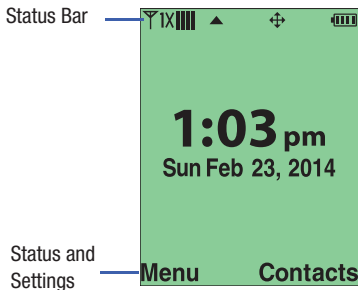 Status Bar
1X
1:03 pm
Sun Feb 23, 2014
Status and
Settings
Menu Contacts